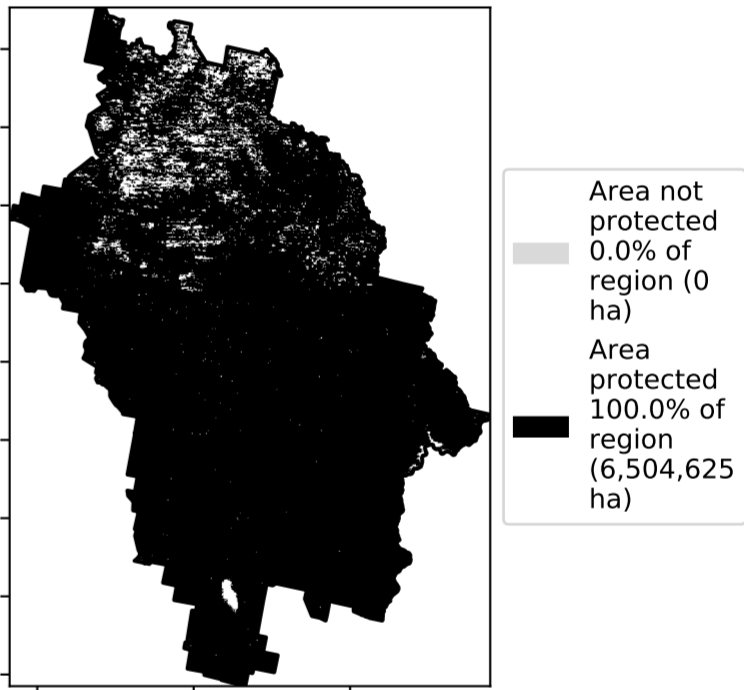 Area not
protected
0.0% of
region (0
ha)
Area
protected
100.0% of
region
(6,504,625
ha)